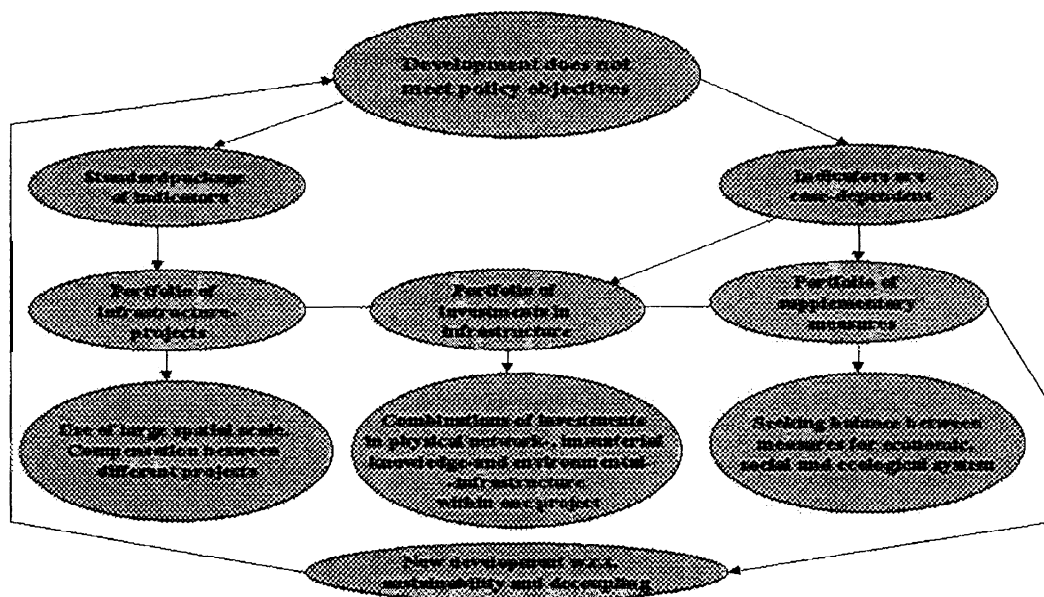 Development does not
meet policy objectives
Standardpackage
of indicators
Indicators are
case-dependent
Portfolio of
infrastructure-
projects
Portfolio of
investments in
infrastructure
Portfolio of
supplementary
measures
Use of large spatial scale.
Compensation between
different projects
Combinations of investments
in physical network-, immaterial
knowledge-and environmental-
-infrastructure
within one project
Seeking balance between
measures for economic,
social and ecological system
New development w.r.t.
sustainability and decoupling